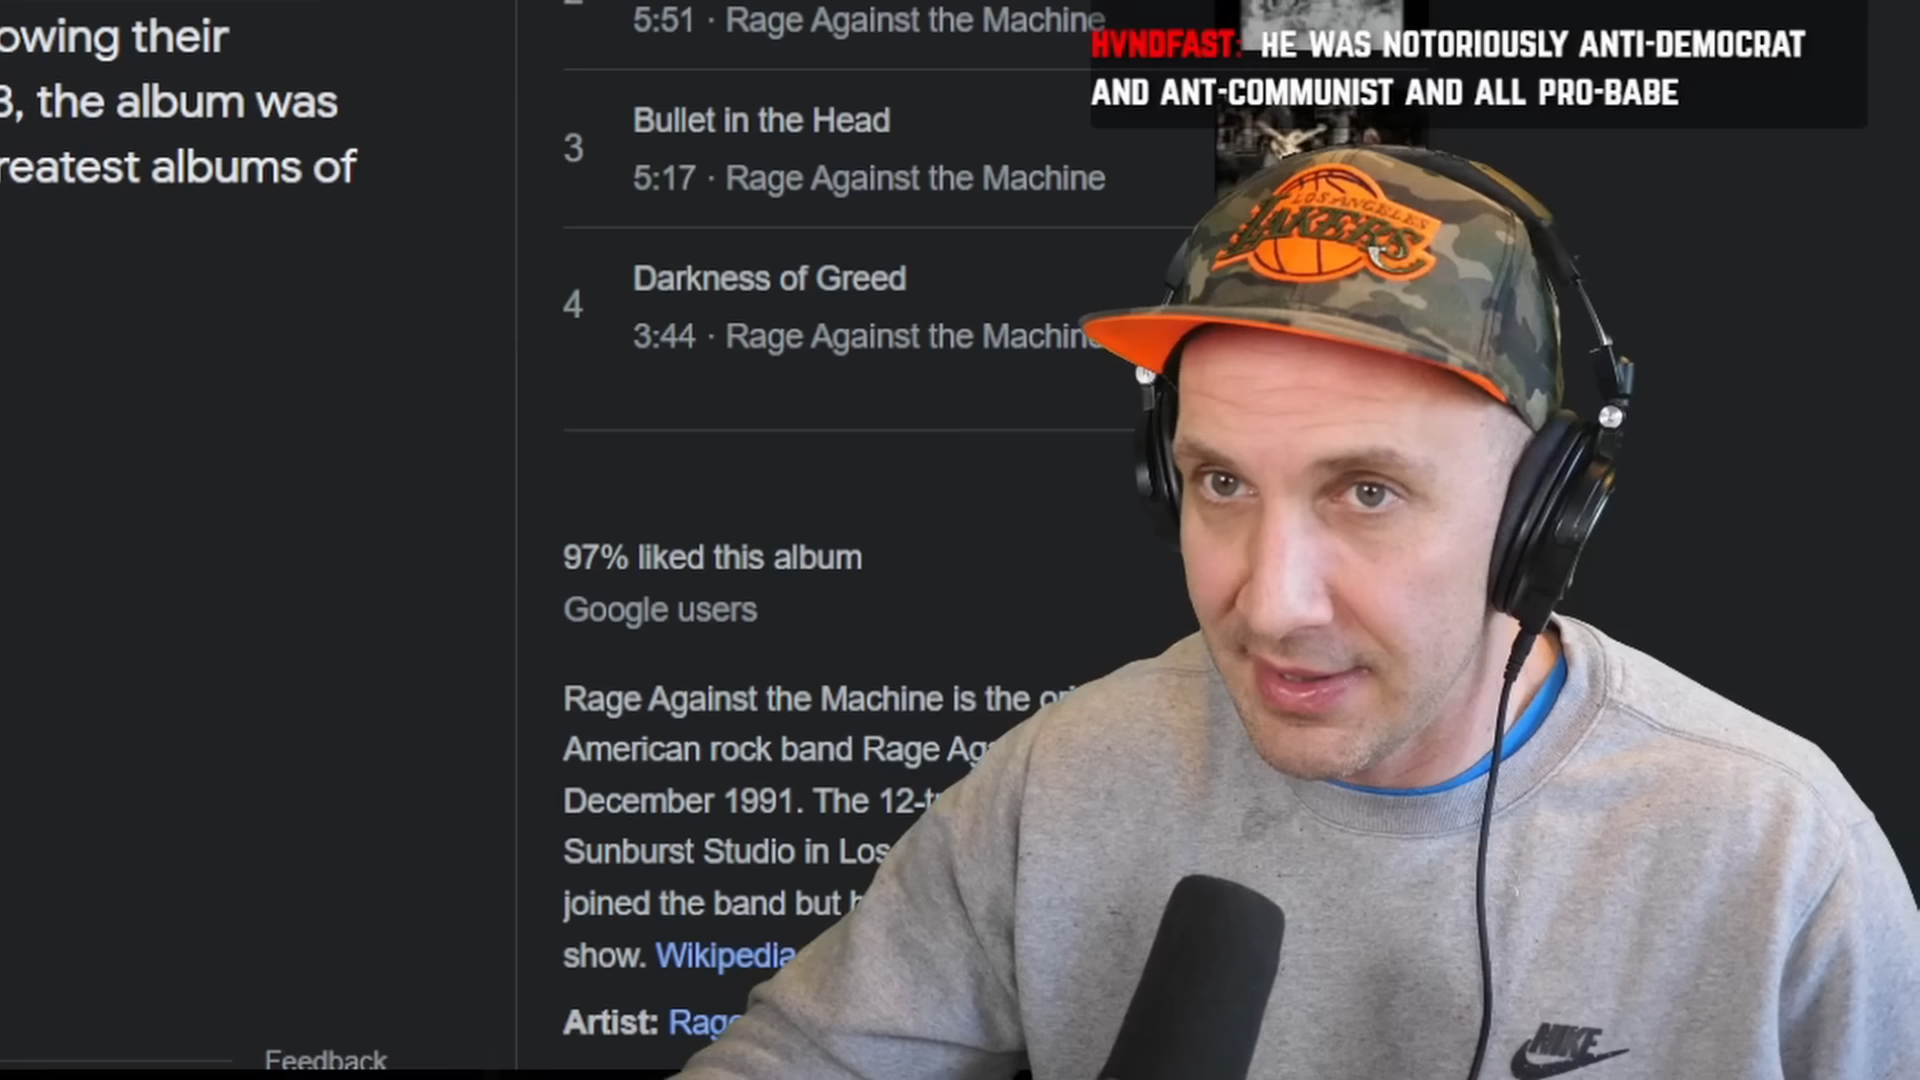 owing their
3, the album was
reatest albums of
5:51 · Rage Against the Machine
3
Bullet in the Head
5:17 · Rage Against the Machine
4
Darkness of Greed
3:44 · Rage Against the Machine
97% liked this album
Google users
Rage Against the Machine is the
American rock band Rage
December 1991. The
Sunburst Studio in Los
joined the band but
show. Wikipedia
Artist: Rage
Feedback
HVNDFAST: HE WAS NOTORIOUSLY ANTI-DEMOCRAT
AND ANT-COMMUNIST AND ALL PRO-BABE
LOS ANGELES
LAKERS
NIKE